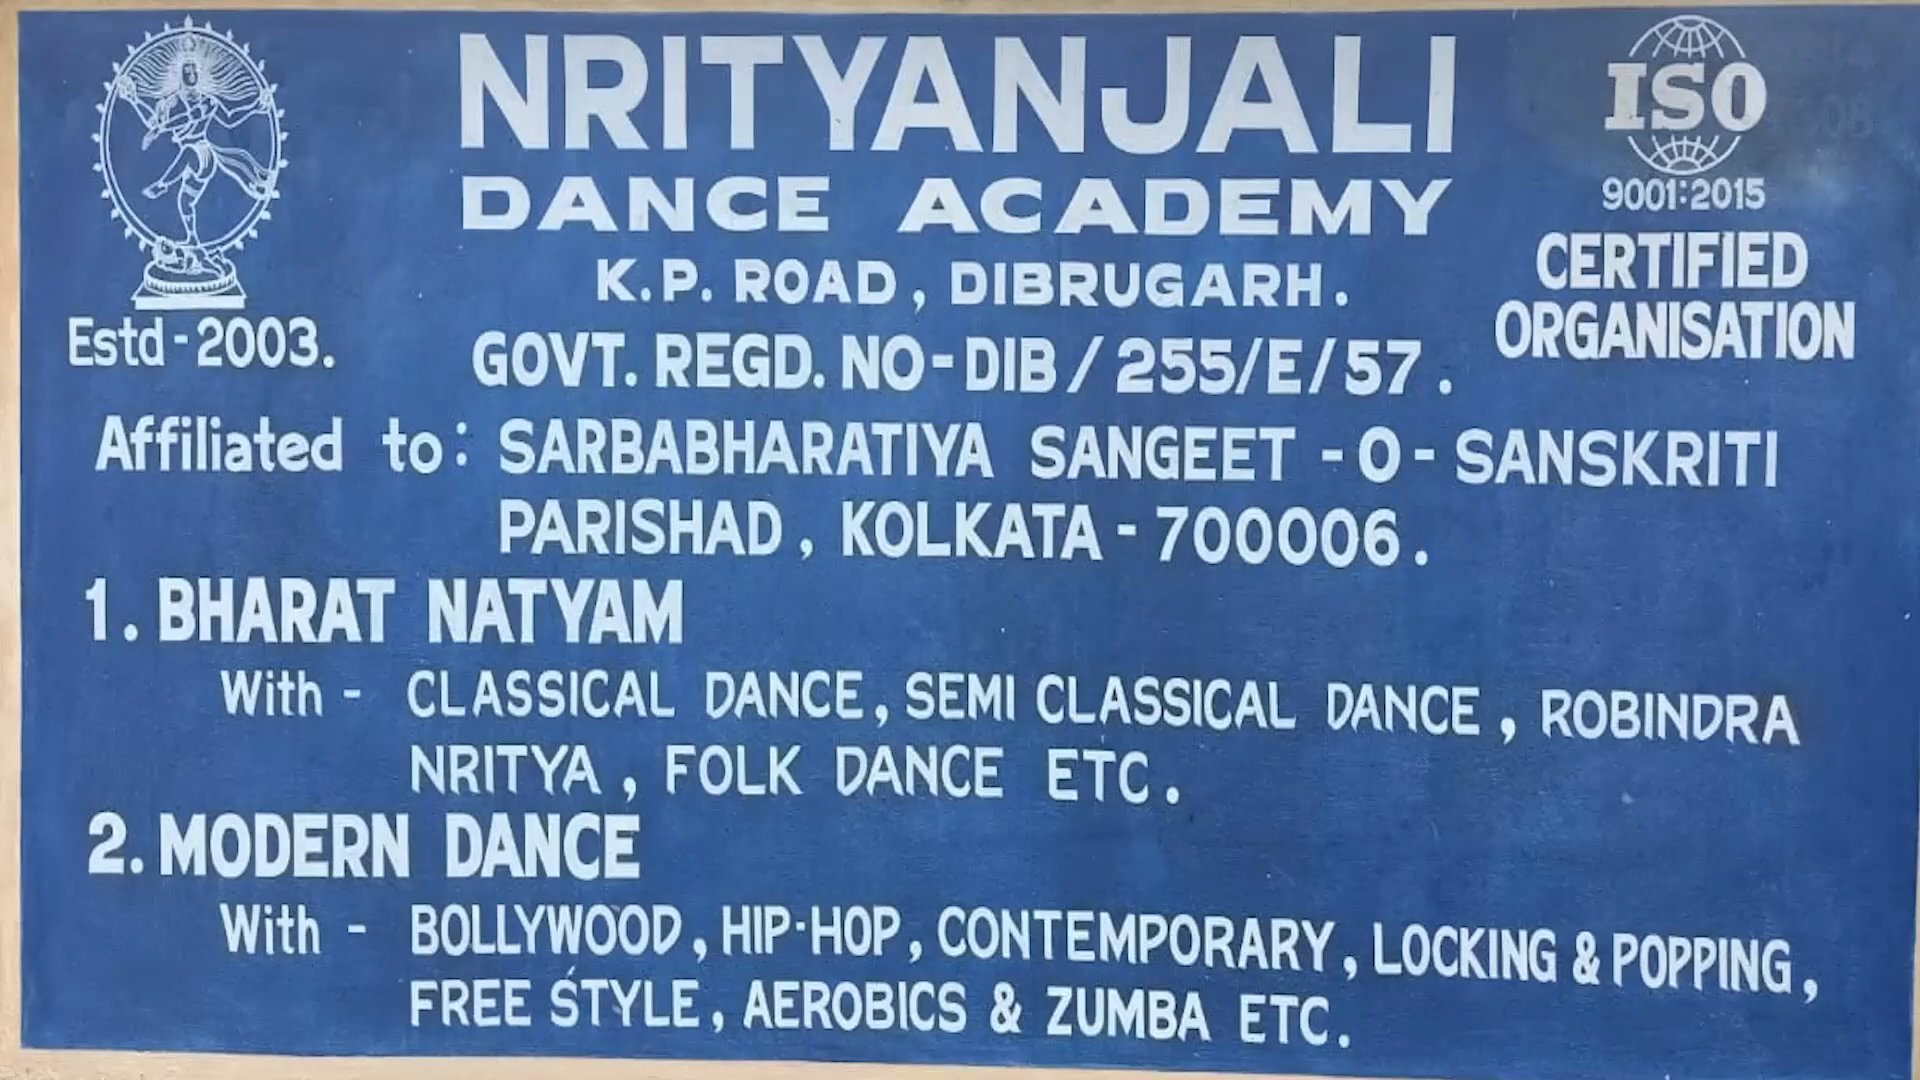 NRITYANJALI
DANCE ACADEMY
K.P. ROAD, DIBRUGARH.
ISO
9001:2015
CERTIFIED
ORGANISATION
Estd-2003.
GOVT. REGD. NO-DIB/255/E/57.
Affiliated to: SARBABHARATIYA SANGEET -O- SANSKRITI
PARISHAD, KOLKATA-700006.
1. BHARAT NATYAM
With - CLASSICAL DANCE, SEMI CLASSICAL DANCE, ROBINDRA
NRITYA, FOLK DANCE ETC.
2. MODERN DANCE
With - BOLLYWOOD, HIP-HOP, CONTEMPORARY, LOCKING & POPPING,
FREE STYLE, AEROBICS & ZUMBA ETC.